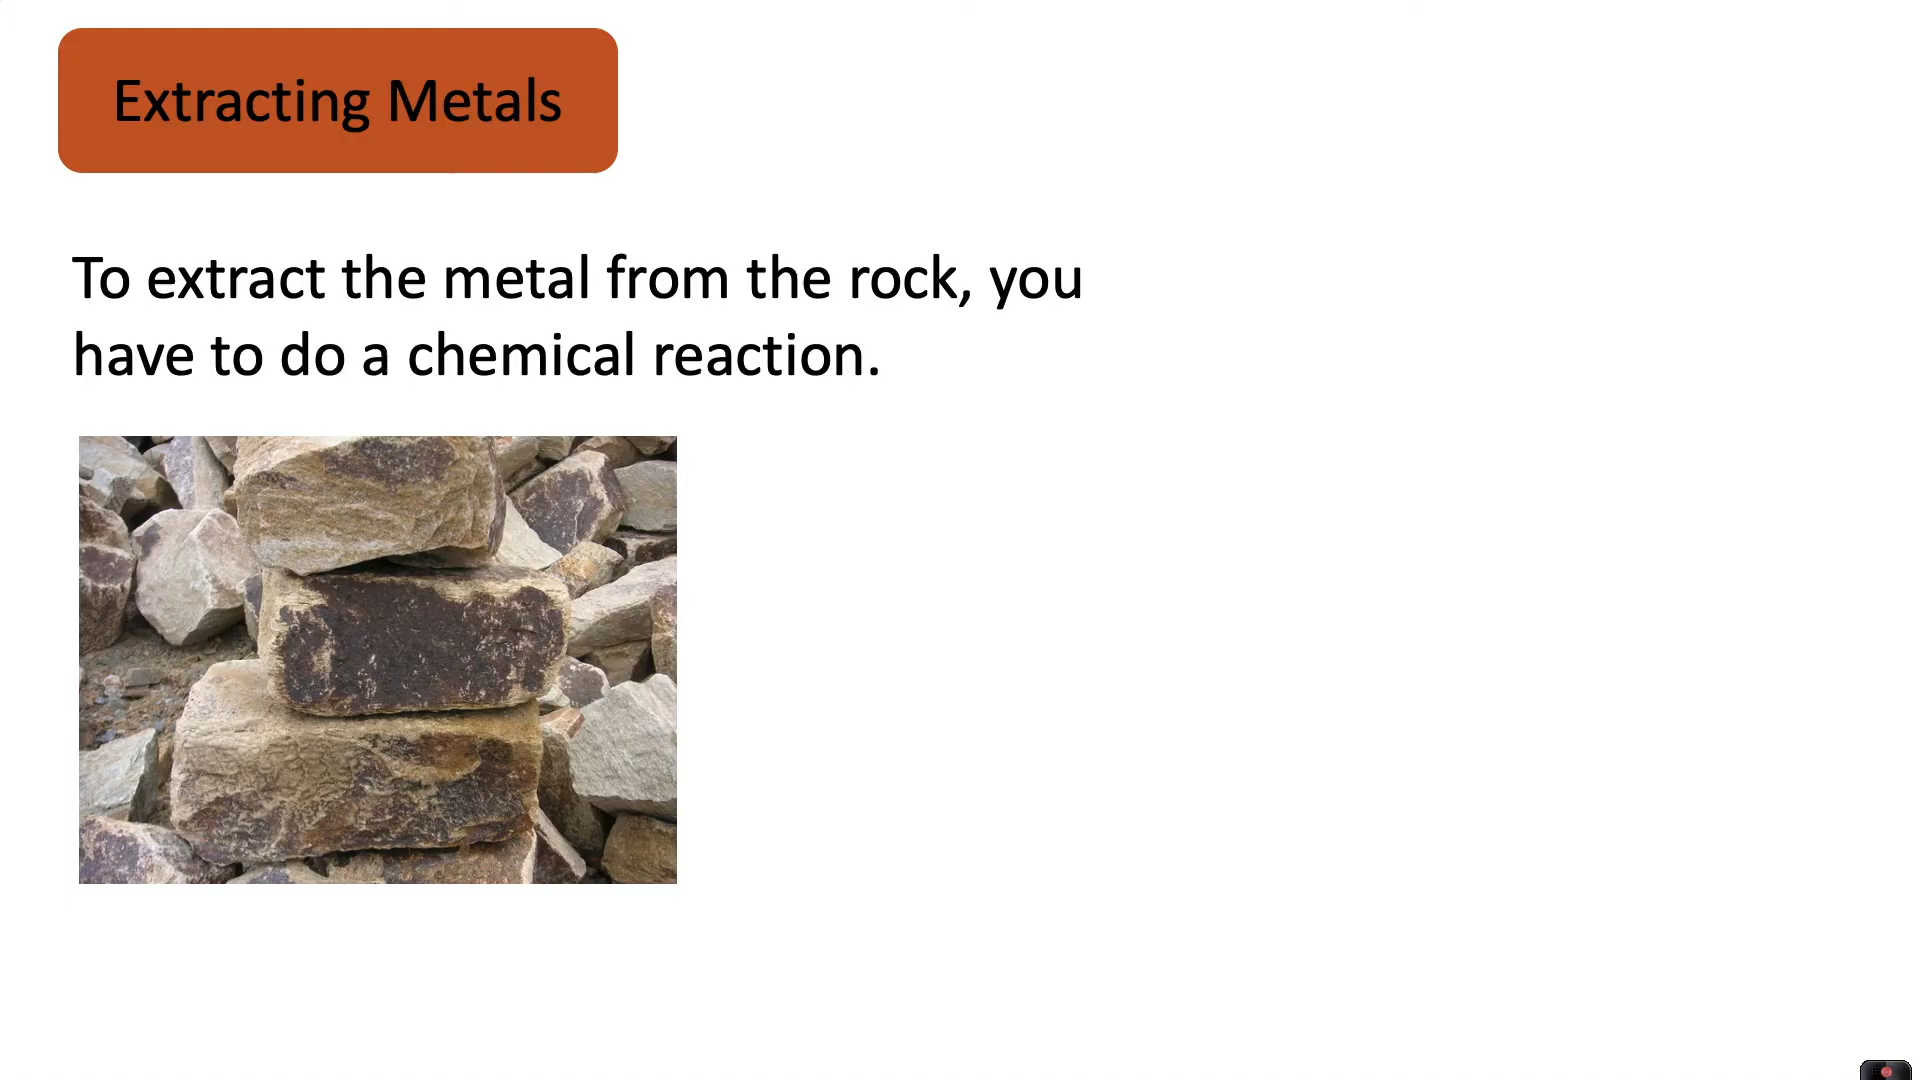 Extracting Metals
To extract the metal from the rock, you
have to do a chemical reaction.